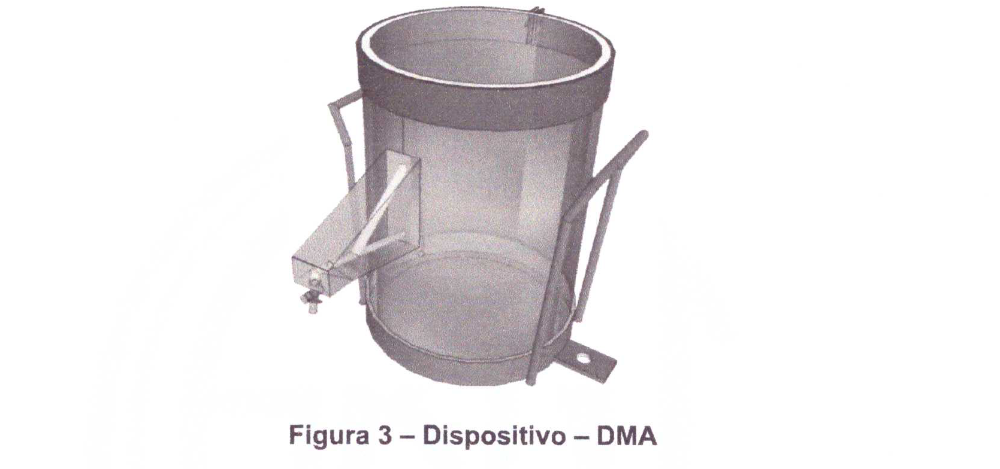 Figura 3 – Dispositivo – DMA